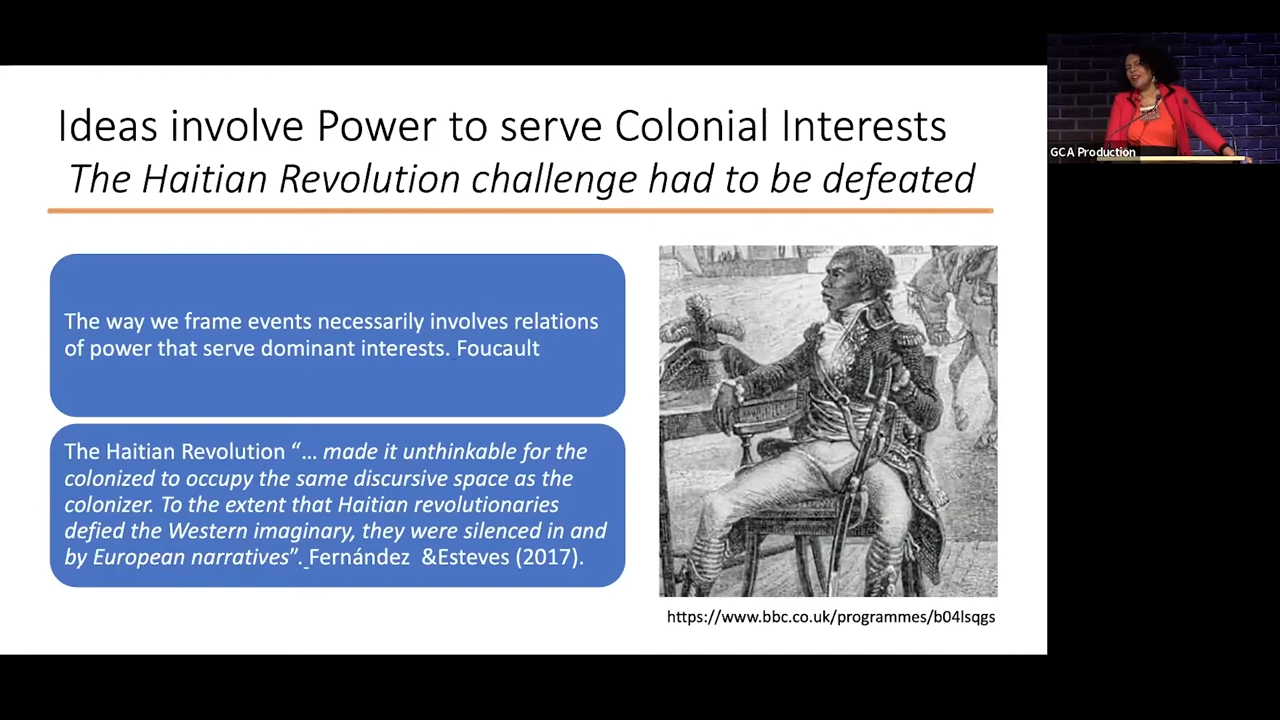 Ideas involve Power to serve Colonial Interests
The Haitian Revolution challenge had to be defeated
The way we frame events necessarily involves relations
of power that serve dominant interests. Foucault
The Haitian Revolution “… made it unthinkable for the
colonized to occupy the same discursive space as the
colonizer. To the extent that Haitian revolutionaries
defied the Western imaginary, they were silenced in and
by European narratives”. Fernández &Esteves (2017).
https://www.bbc.co.uk/programmes/b04lsqgs
GCA Production